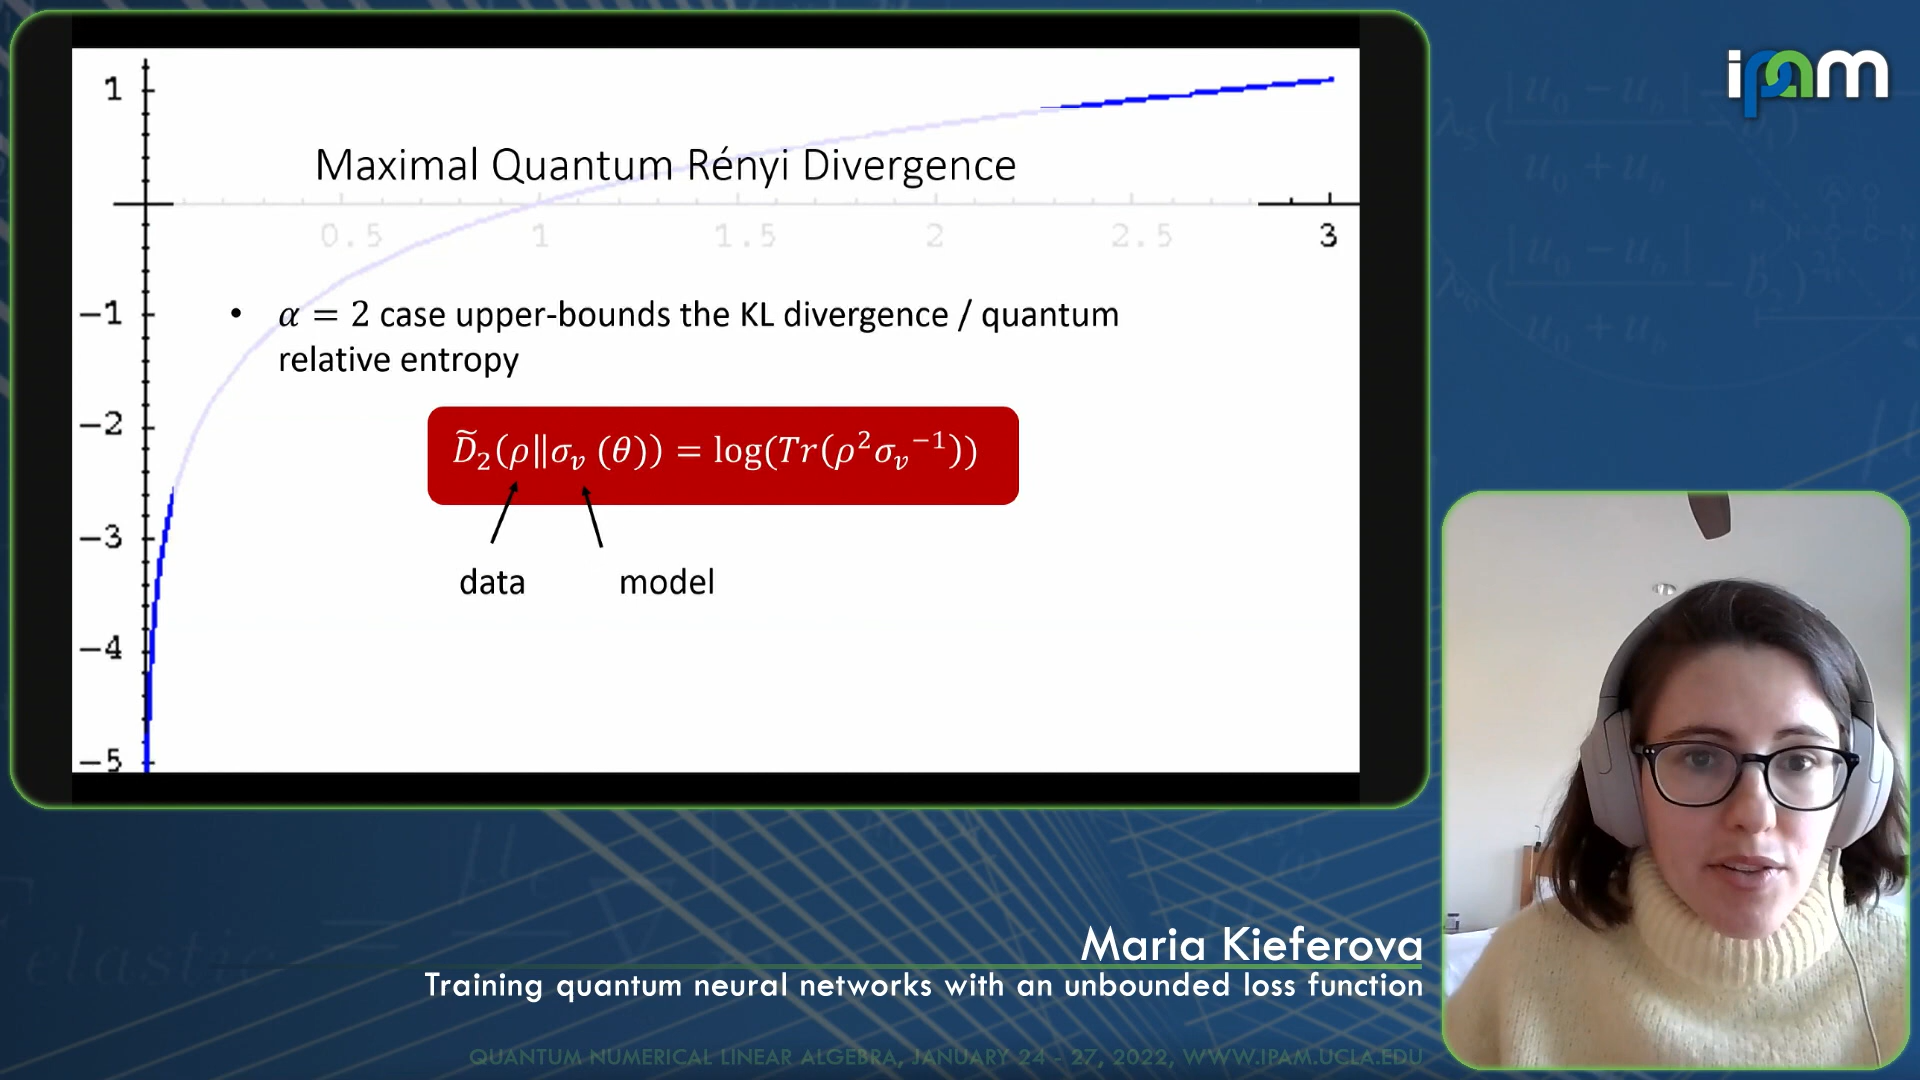 ipam
1
Maximal Quantum Rényi Divergence
0.5 1 1.5 2 2.5 3
−1
• α = 2 case upper-bounds the KL divergence / quantum
relative entropy
−2
D̃₂(ρ‖σᵥ (θ)) = log(Tr(ρ²σᵥ⁻¹))
−3
data model
−4
−5
Maria Kieferova
Training quantum neural networks with an unbounded loss function
QUANTUM NUMERICAL LINEAR ALGEBRA, JANUARY 24 - 27, 2022, WWW.IPAM.UCLA.EDU
elastic